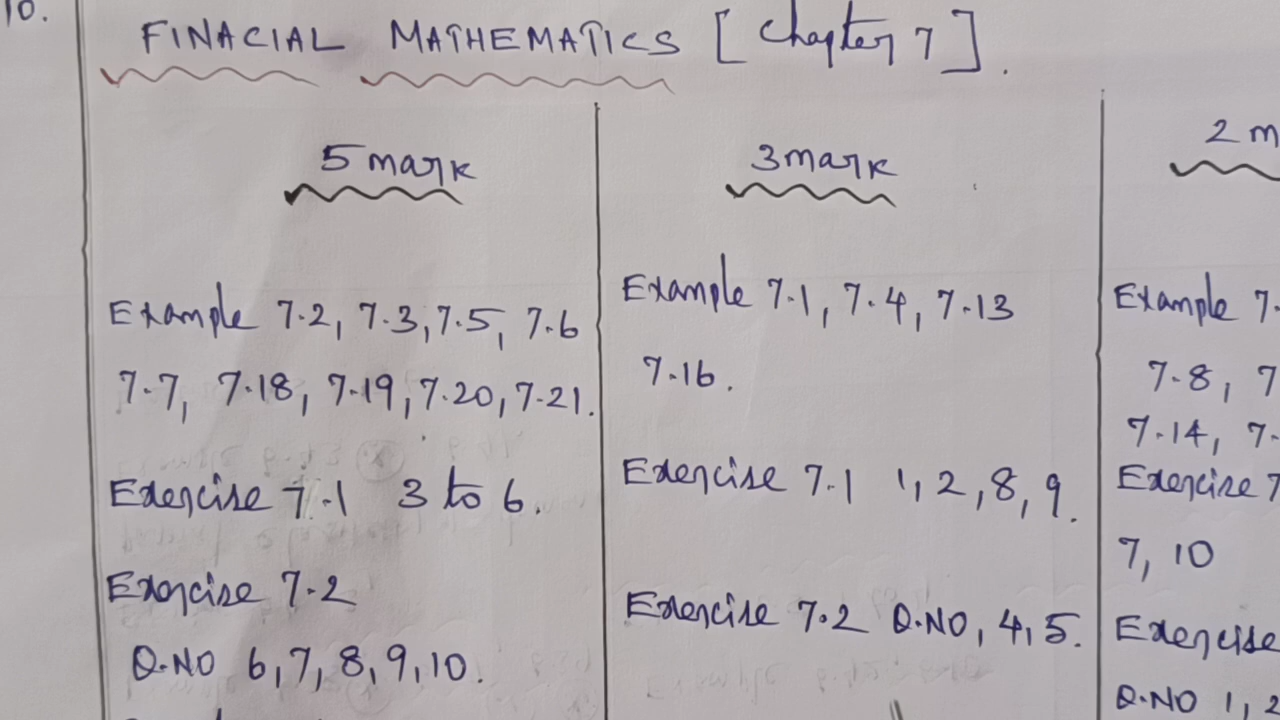 10.
FINACIAL MATHEMATICS [Chapter 7].
5 mark
Example 7.2, 7.3, 7.5, 7.6
7.7, 7.18, 7.19, 7.20, 7.21.
Exercise 7.1 3 to 6.
Exercise 7.2
Q.NO 6, 7, 8, 9, 10.
3 mark
Example 7.1, 7.4, 7.13
7.16.
Exercise 7.1 1, 2, 8, 9.
Exercise 7.2 Q.NO, 4, 5.
2 m
Example 7.
7.8, 7
7.14, 7.
Exercise 7
7, 10
Exercise
Q.NO 1, 2